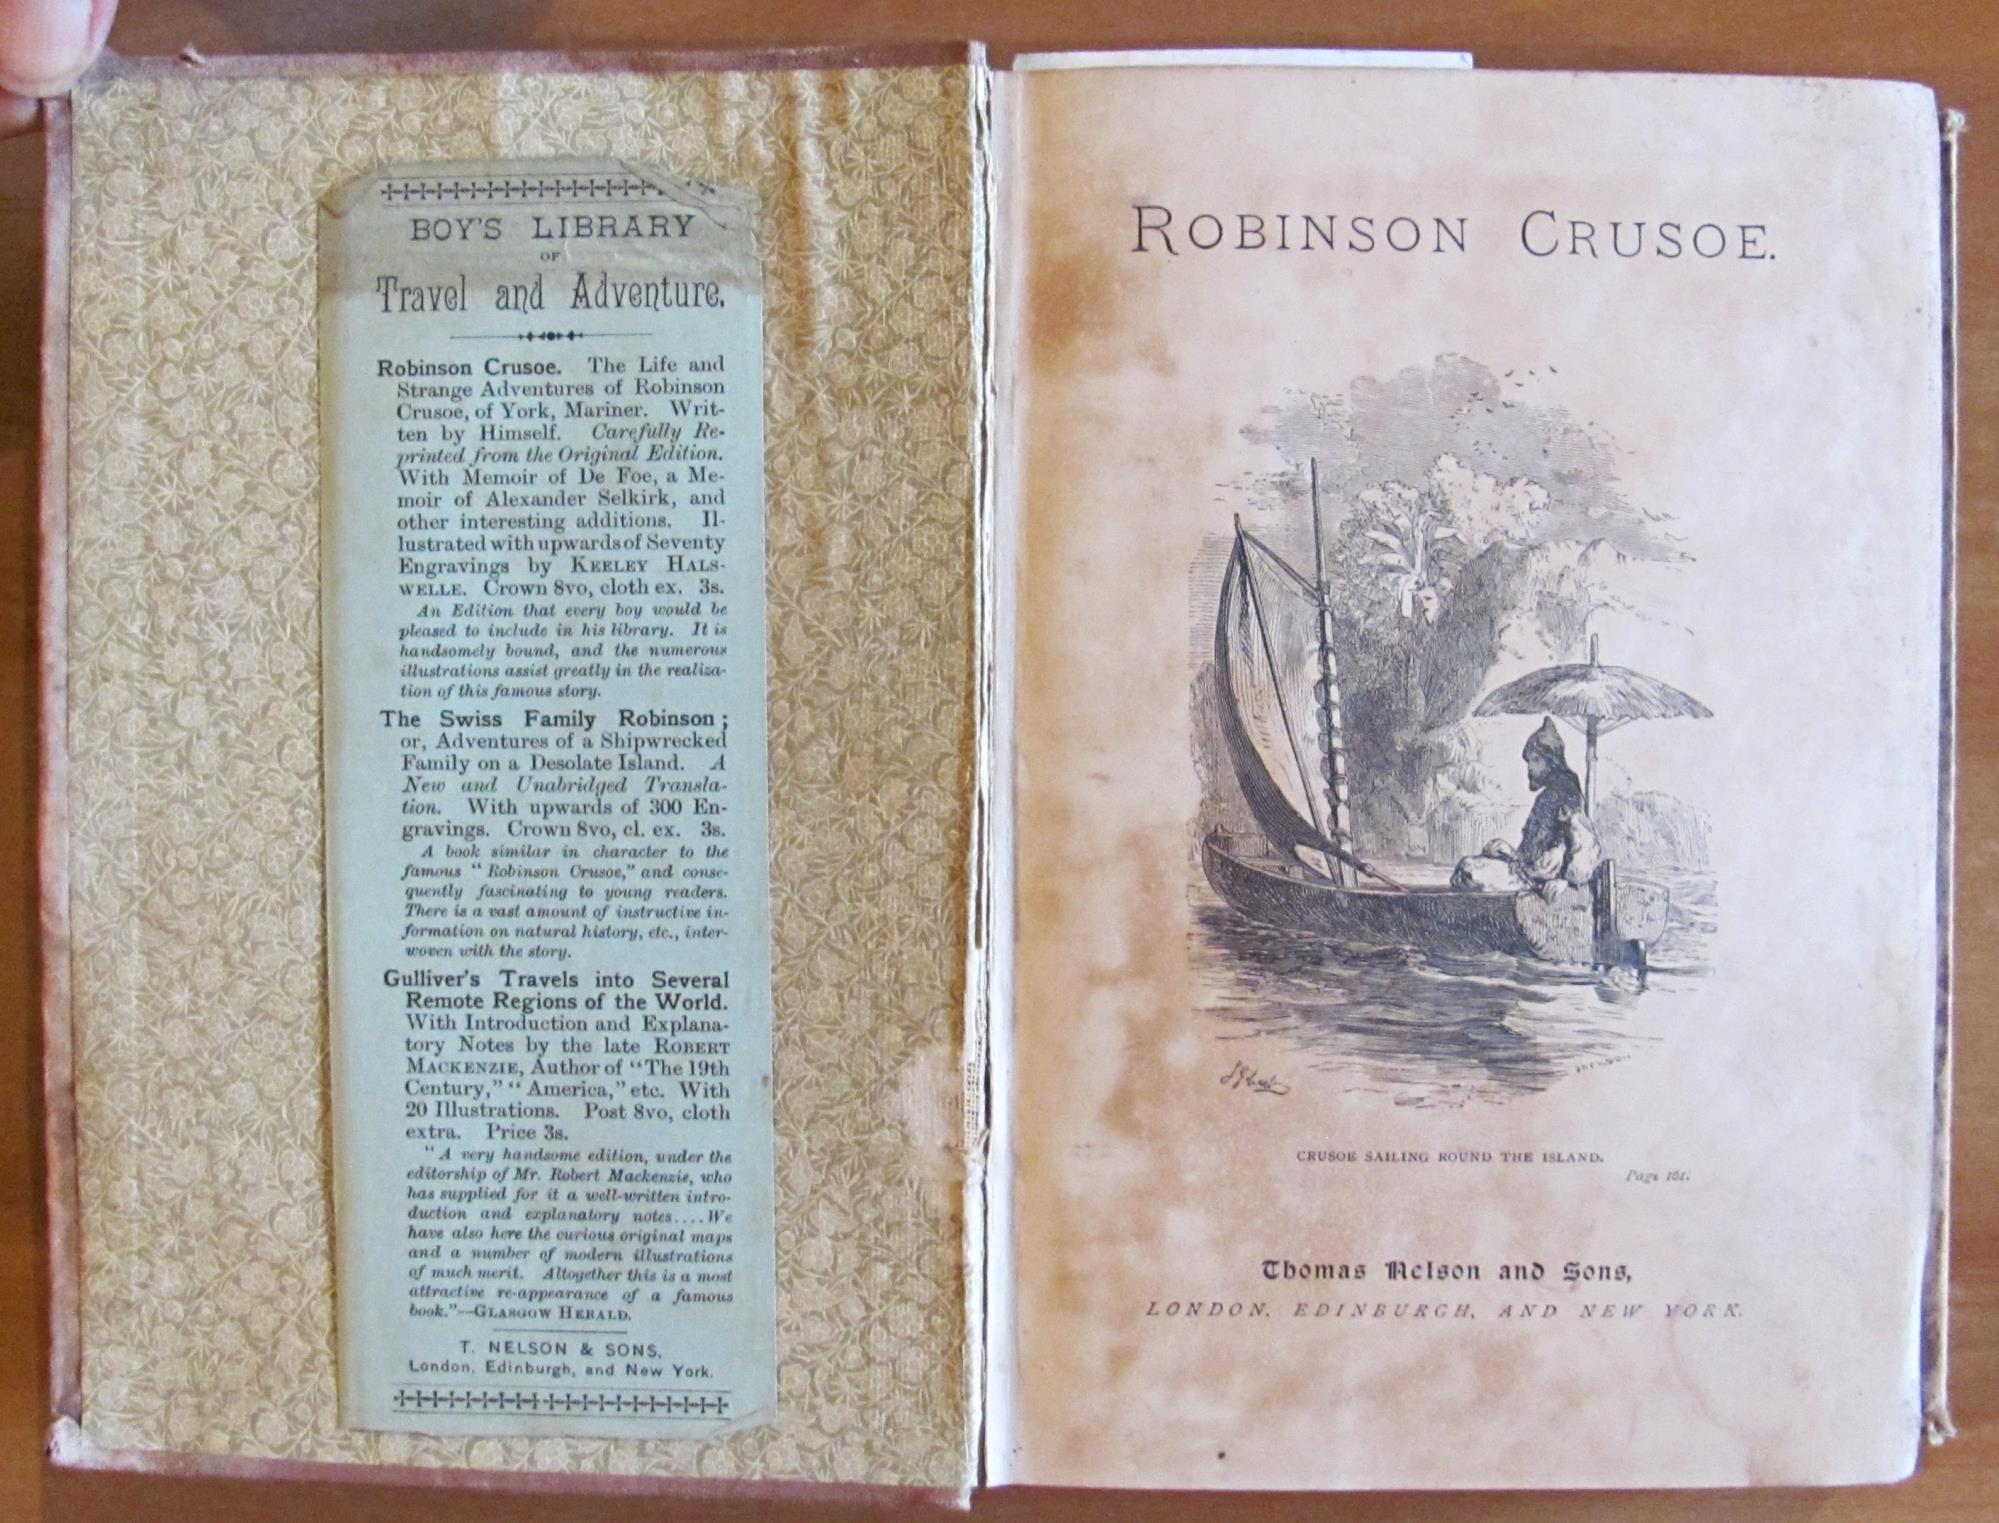 BOY'S LIBRARY
OF
Travel and Adventure.
Robinson Crusoe. The Life and
Strange Adventures of Robinson
Crusoe, of York, Mariner. Writ-
ten by Himself. Carefully Re-
printed from the Original Edition.
With Memoir of De Foe, a Me-
moir of Alexander Selkirk, and
other interesting additions. Il-
lustrated with upwards of Seventy
Engravings by KEELEY HALS-
WELLE. Crown 8vo, cloth ex. 3s.
An Edition that every boy would be
pleased to include in his library. It is
handsomely bound, and the numerous
illustrations assist greatly in the realiza-
tion of this famous story.
The Swiss Family Robinson;
or, Adventures of a Shipwrecked
Family on a Desolate Island. A
New and Unabridged Transla-
tion. With upwards of 300 En-
gravings. Crown 8vo, cl. ex. 3s.
A book similar in character to the
famous "Robinson Crusoe," and conse-
quently fascinating to young readers.
There is a vast amount of instructive in-
formation on natural history, etc., inter-
woven with the story.
Gulliver's Travels into Several
Remote Regions of the World.
With Introduction and Explana-
tory Notes by the late ROBERT
MACKENZIE, Author of "The 19th
Century," "America," etc. With
20 Illustrations. Post 8vo, cloth
extra. Price 3s.
"A very handsome edition, under the
editorship of Mr. Robert Mackenzie, who
has supplied for it a well-written intro-
duction and explanatory notes....We
have also here the curious original maps
and a number of modern illustrations
of much merit. Altogether this is a most
attractive re-appearance of a famous
book."—GLASGOW HERALD.
T. NELSON & SONS,
London, Edinburgh, and New York.
ROBINSON CRUSOE.
CRUSOE SAILING ROUND THE ISLAND.
Page 161.
Thomas Nelson and Sons,
LONDON, EDINBURGH, AND NEW YORK.